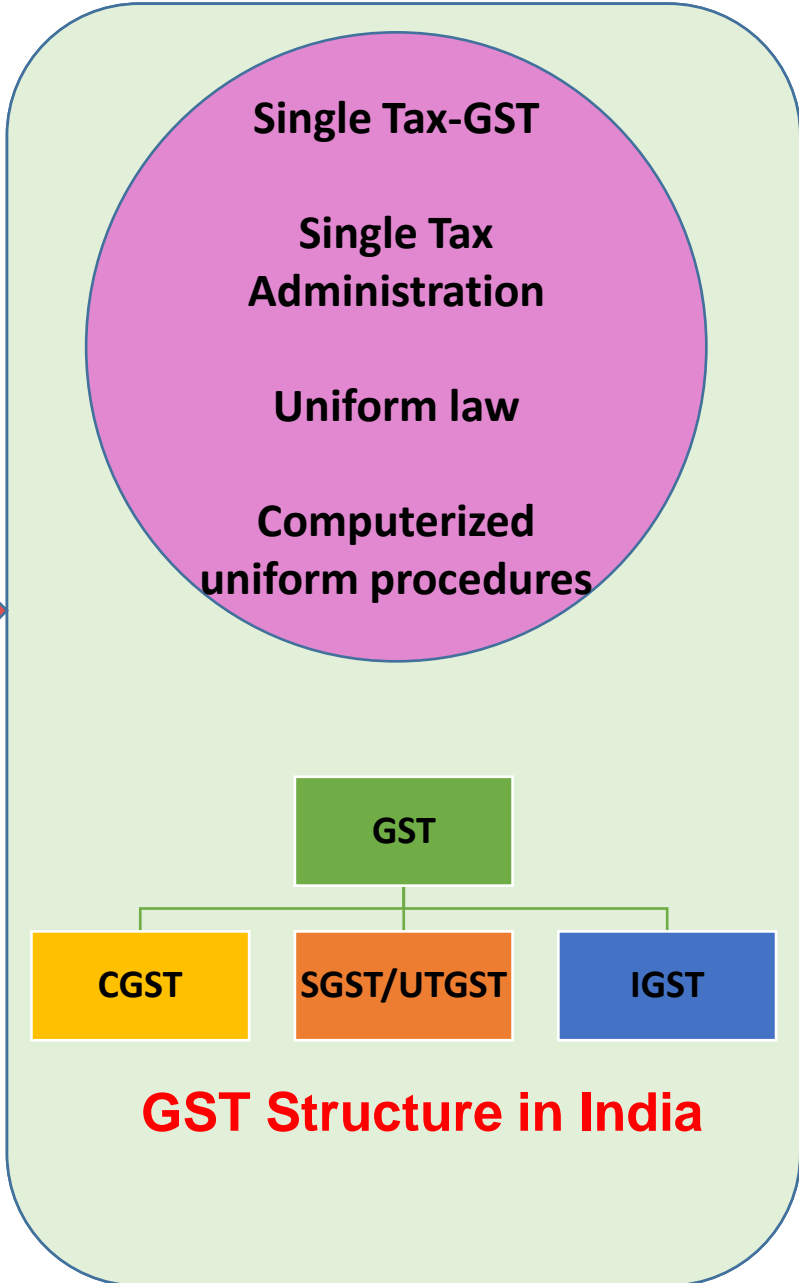 Single Tax-GST
Single Tax
Administration
Uniform law
Computerized
uniform procedures
GST
CGST
SGST/UTGST
IGST
GST Structure in India